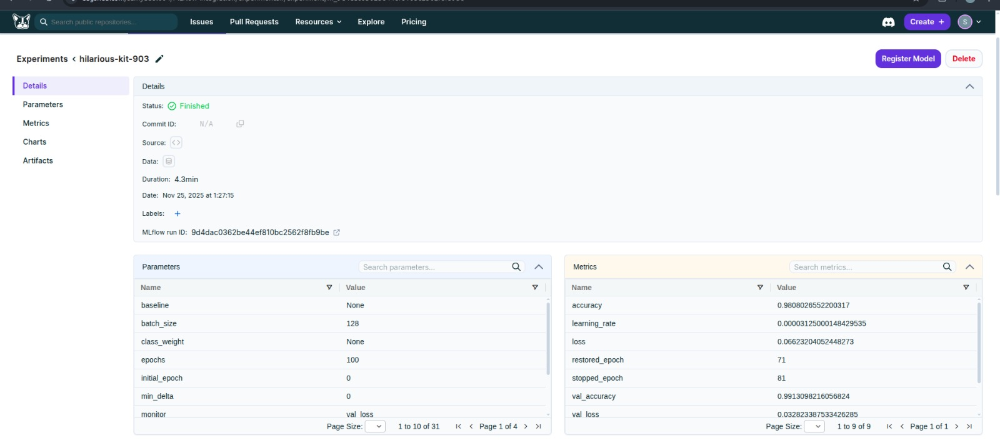 Search public repositories...
Issues
Pull Requests
Resources
Explore
Pricing
Create +
S
Experiments < hilarious-kit-903
Register Model
Delete
Details
Parameters
Metrics
Charts
Artifacts
Details
Status: Finished
Commit ID: N/A
Source: <>
Data:
Duration: 4.3min
Date: Nov 25, 2025 at 1:27:15
Labels: +
MLflow run ID: 9d4dac0362be44ef810bc2562f8fb9be
Parameters
Search parameters...
Name Value
baseline None
batch_size 128
class_weight None
epochs 100
initial_epoch 0
min_delta 0
monitor val_loss
Page Size: 1 to 10 of 31 Page 1 of 4
Metrics
Search metrics...
Name Value
accuracy 0.9808026552200317
learning_rate 0.00003125000148429535
loss 0.06623204052448273
restored_epoch 71
stopped_epoch 81
val_accuracy 0.9913098216056824
val_loss 0.032823387533426285
Page Size: 1 to 9 of 9 Page 1 of 1